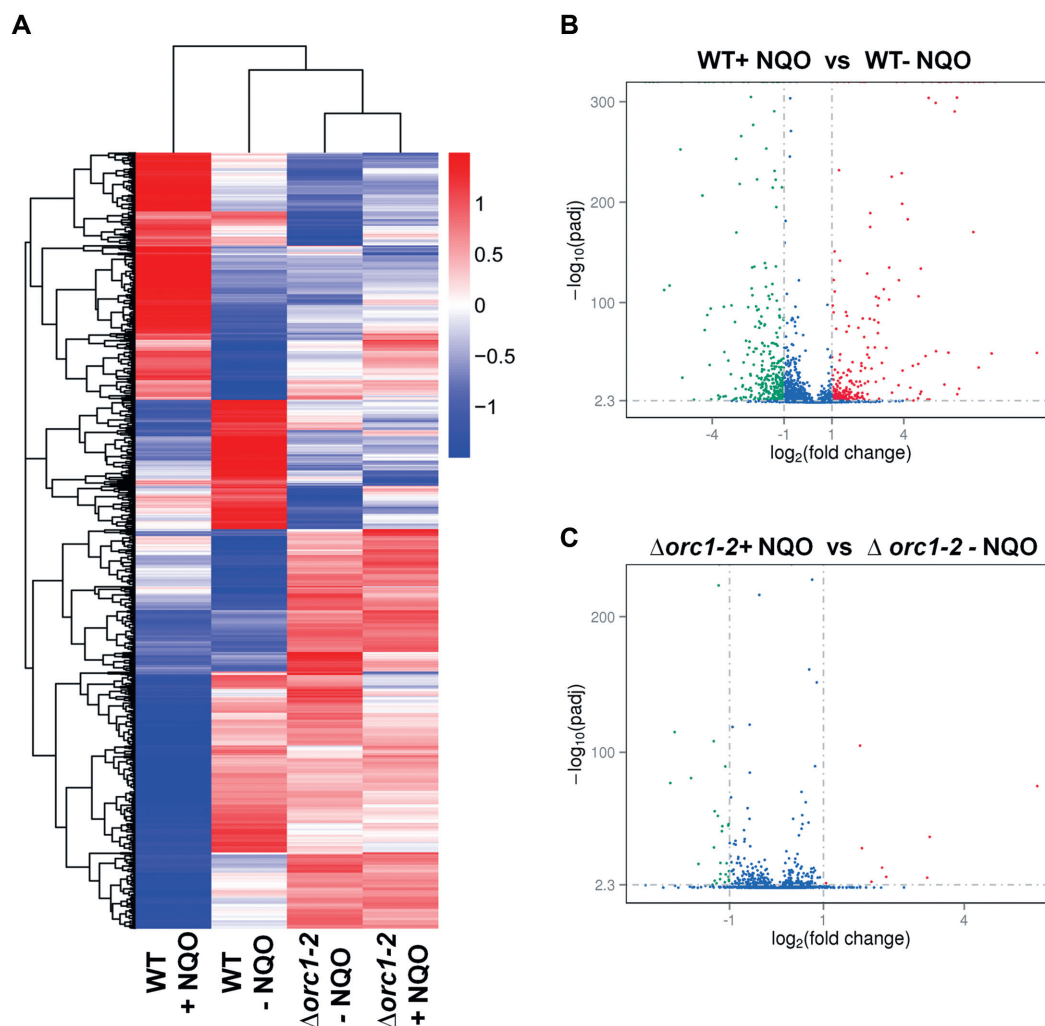 A
1
0.5
0
−0.5
−1
WT
+ NQO
WT
- NQO
Δorc1-2
- NQO
Δorc1-2
+ NQO
B
WT+ NQO vs WT- NQO
300
200
100
2.3
−log10(padj)
-4
-1
1
4
log2(fold change)
C
Δorc1-2+ NQO vs Δ orc1-2 - NQO
200
100
2.3
−log10(padj)
-1
1
4
log2(fold change)